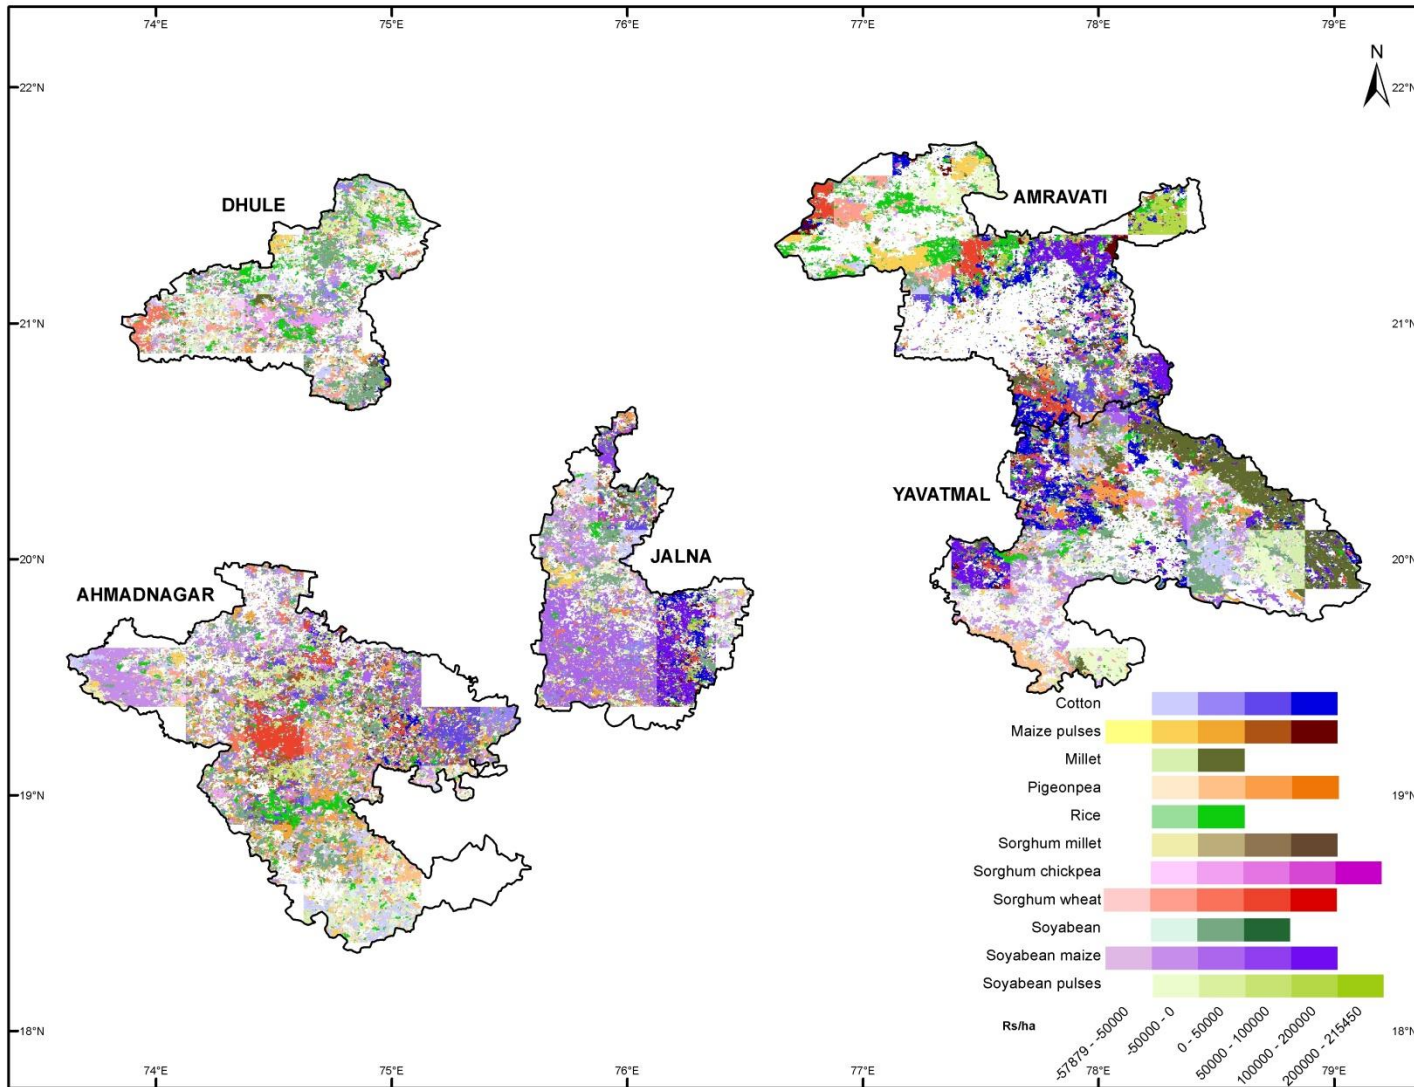 74°E 75°E 76°E 77°E 78°E 79°E
N
22°N 22°N
DHULE
AMRAVATI
21°N 21°N
YAVATMAL
20°N 20°N
JALNA
AHMADNAGAR
Cotton
Maize pulses
Millet
Pigeonpea
19°N 19°N
Rice
Sorghum millet
Sorghum chickpea
Sorghum wheat
Soyabean
Soyabean maize
Soyabean pulses
Rs/ha
-57879 - -50000
-50000 - 0
0 - 50000
50000 - 100000
100000 - 200000
200000 - 215450
18°N 18°N
74°E 75°E 76°E 77°E 78°E 79°E